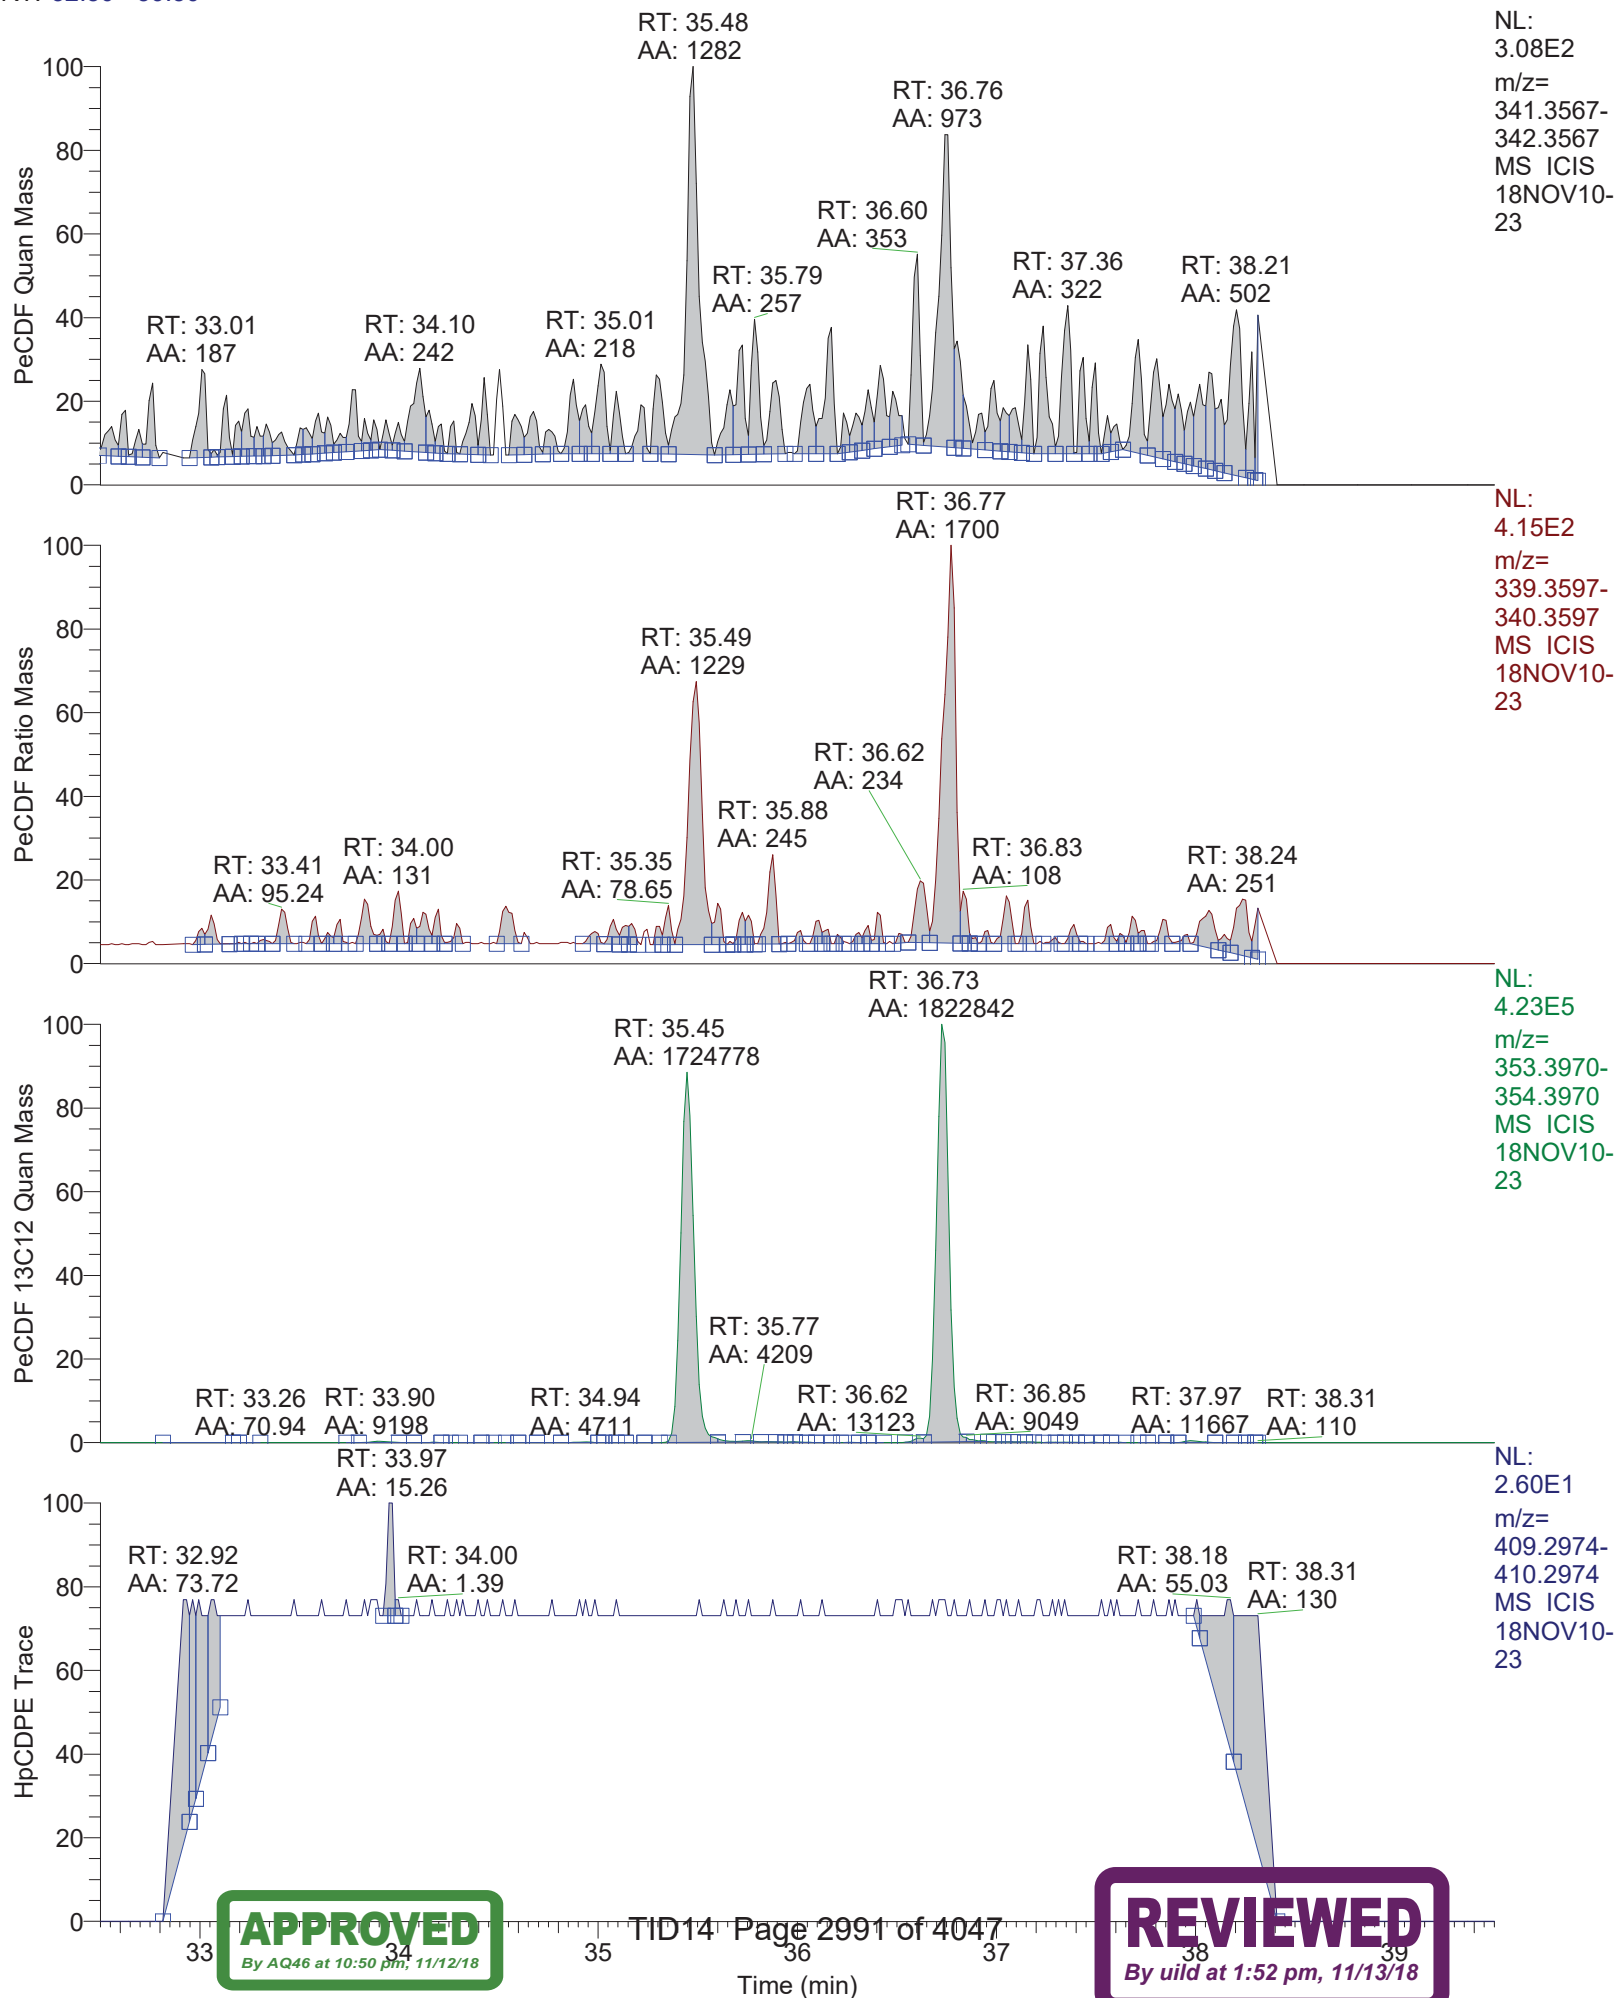 RT: 35.48
AA: 1282
RT: 36.76
AA: 973
RT: 36.60
AA: 353
RT: 35.79
AA: 257
RT: 37.36
AA: 322
RT: 38.21
AA: 502
RT: 33.01
AA: 187
RT: 34.10
AA: 242
RT: 35.01
AA: 218
100
80
60
40
20
0
PeCDF Quan Mass
NL:
3.08E2
m/z=
341.3567-
342.3567
MS ICIS
18NOV10-
23
RT: 36.77
AA: 1700
RT: 35.49
AA: 1229
RT: 36.62
AA: 234
RT: 35.88
AA: 245
RT: 33.41
AA: 95.24
RT: 34.00
AA: 131
RT: 35.35
AA: 78.65
RT: 36.83
AA: 108
RT: 38.24
AA: 251
100
80
60
40
20
0
PeCDF Ratio Mass
NL:
4.15E2
m/z=
339.3597-
340.3597
MS ICIS
18NOV10-
23
RT: 36.73
AA: 1822842
RT: 35.45
AA: 1724778
RT: 35.77
AA: 4209
RT: 33.26
AA: 70.94
RT: 33.90
AA: 9198
RT: 34.94
AA: 4711
RT: 36.62
AA: 13123
RT: 36.85
AA: 9049
RT: 37.97
AA: 11667
RT: 38.31
AA: 110
100
80
60
40
20
0
PeCDF 13C12 Quan Mass
NL:
4.23E5
m/z=
353.3970-
354.3970
MS ICIS
18NOV10-
23
RT: 33.97
AA: 15.26
RT: 32.92
AA: 73.72
RT: 34.00
AA: 1.39
RT: 38.18
AA: 55.03
RT: 38.31
AA: 130
100
80
60
40
20
0
HpCDPE Trace
NL:
2.60E1
m/z=
409.2974-
410.2974
MS ICIS
18NOV10-
23
33
34
35
36
37
38
39
Time (min)
APPROVED
By AQ46 at 10:50 pm, 11/12/18
TID14 Page 2991 of 4047
REVIEWED
By uild at 1:52 pm, 11/13/18